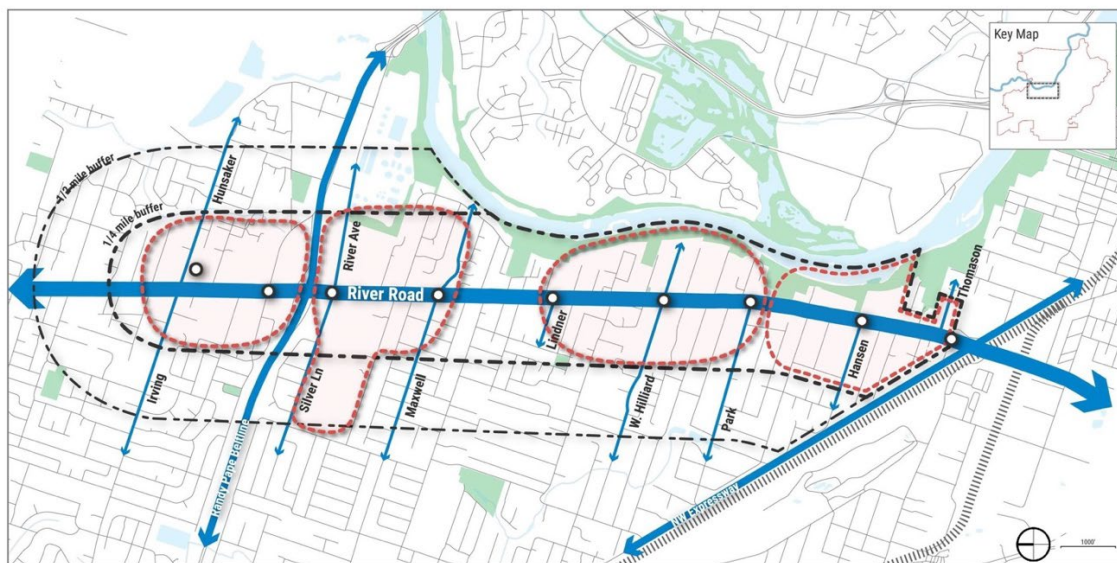 Key Map
1/2 mile buffer
1/4 mile buffer
Hunsaker
River Ave
River Road
Lindner
Thomason
Irving
Silver Ln
Maxwell
W. Hilliard
Park
Hansen
Randy Pape Beltline
NW Expressway
1000'